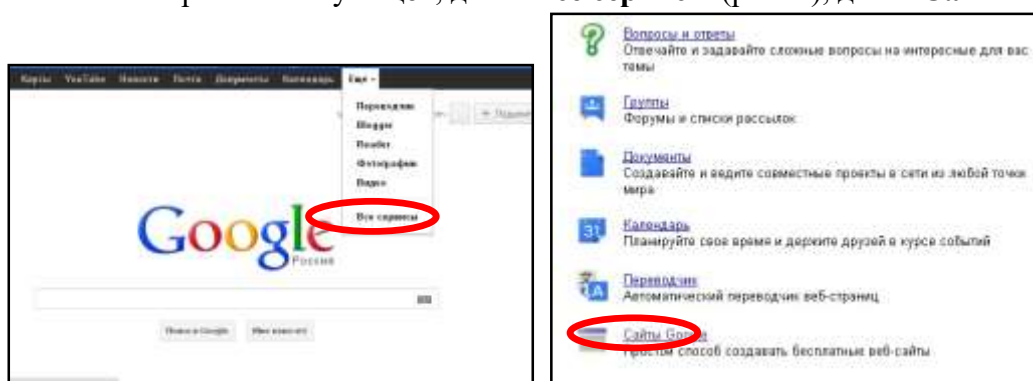 Карты YouTube Новости Почта Документы Календарь Ещё
Переводчик
Blogger
Reader
Фотографии
Видео
Все сервисы
Google
Россия
Поиск в Google Мне повезёт!
Вопросы и ответы
Отвечайте и задавайте сложные вопросы на интересные для вас
темы
Группы
Форумы и списки рассылок
Документы
Создавайте и ведите совместные проекты в сети из любой точки
мира
31
Календарь
Планируйте свое время и держите друзей в курсе событий
Переводчик
Автоматический переводчик веб-страниц
Сайты Google
Простой способ создавать бесплатные веб-сайты